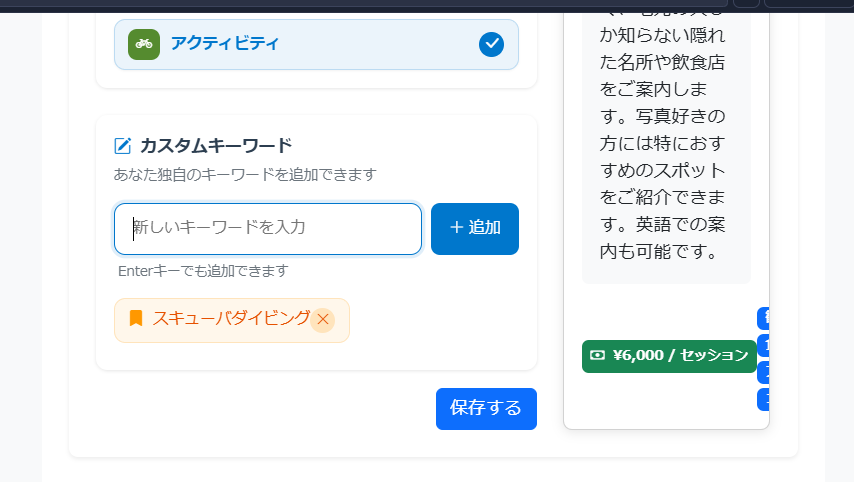 アクティビティ
カスタムキーワード
あなた独自のキーワードを追加できます
新しいキーワードを入力
＋ 追加
Enterキーでも追加できます
スキューバダイビング ×
保存する
か知らない隠れ
た名所や飲食店
をご案内しま
す。写真好きの
方には特におす
すめのスポット
をご紹介できま
す。英語での案
内も可能です。
¥6,000 / セッション